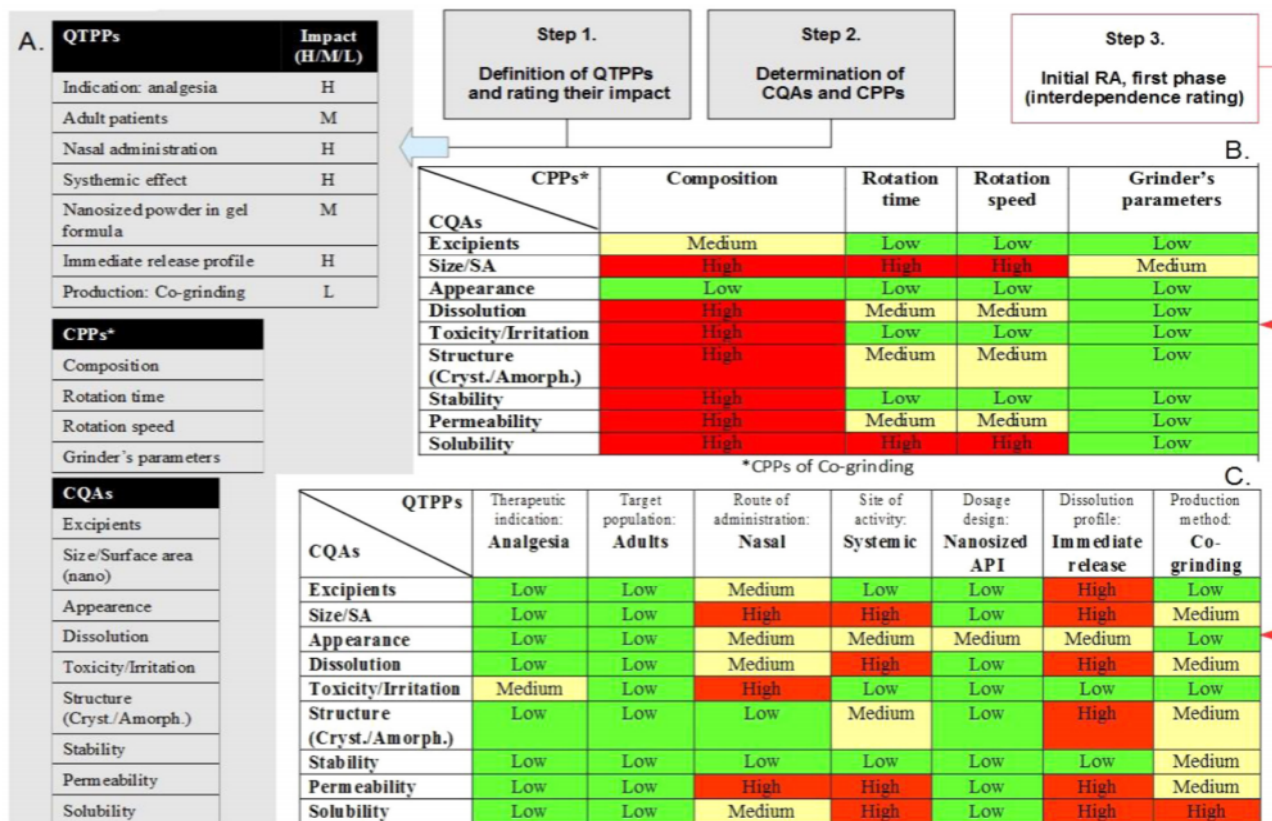 A.
QTPPs Impact
(H/M/L)
Indication: analgesia H
Adult patients M
Nasal administration H
Systhemic effect H
Nanosized powder in gel M
formula
Immediate release profile H
Production: Co-grinding L
CPPs*
Composition
Rotation time
Rotation speed
Grinder's parameters
CQAs
Excipients
Size/Surface area
(nano)
Appearence
Dissolution
Toxicity/Irritation
Structure
(Cryst./Amorph.)
Stability
Permeability
Solubility
Step 1.
Definition of QTPPs
and rating their impact
Step 2.
Determination of
CQAs and CPPs
Step 3.
Initial RA, first phase
(interdependence rating)
B.
CPPs* Composition Rotation Rotation Grinder's
time speed parameters
CQAs
Excipients Medium Low Low Low
Size/SA High High High Medium
Appearance Low Low Low Low
Dissolution High Medium Medium Low
Toxicity/Irritation High Low Low Low
Structure High Medium Medium Low
(Cryst./Amorph.)
Stability High Low Low Low
Permeability High Medium Medium Low
Solubility High High High Low
*CPPs of Co-grinding
C.
QTPPs Therapeutic Target Route of Site of Dosage Dissolution Production
indication: population: administration: activity: design: profile: method:
CQAs Analgesia Adults Nasal Systemic Nanosized Immediate Co-
API release grinding
Excipients Low Low Medium Low Low High Low
Size/SA Low Low High High Low High Medium
Appearance Low Low Medium Medium Medium Medium Low
Dissolution Low Low Medium High Low High Medium
Toxicity/Irritation Medium Low High Low Low Low Low
Structure Low Low Low Medium Low High Medium
(Cryst./Amorph.)
Stability Low Low Low Low Low Low Medium
Permeability Low Low High High Low High Medium
Solubility Low Low Medium High Low High High